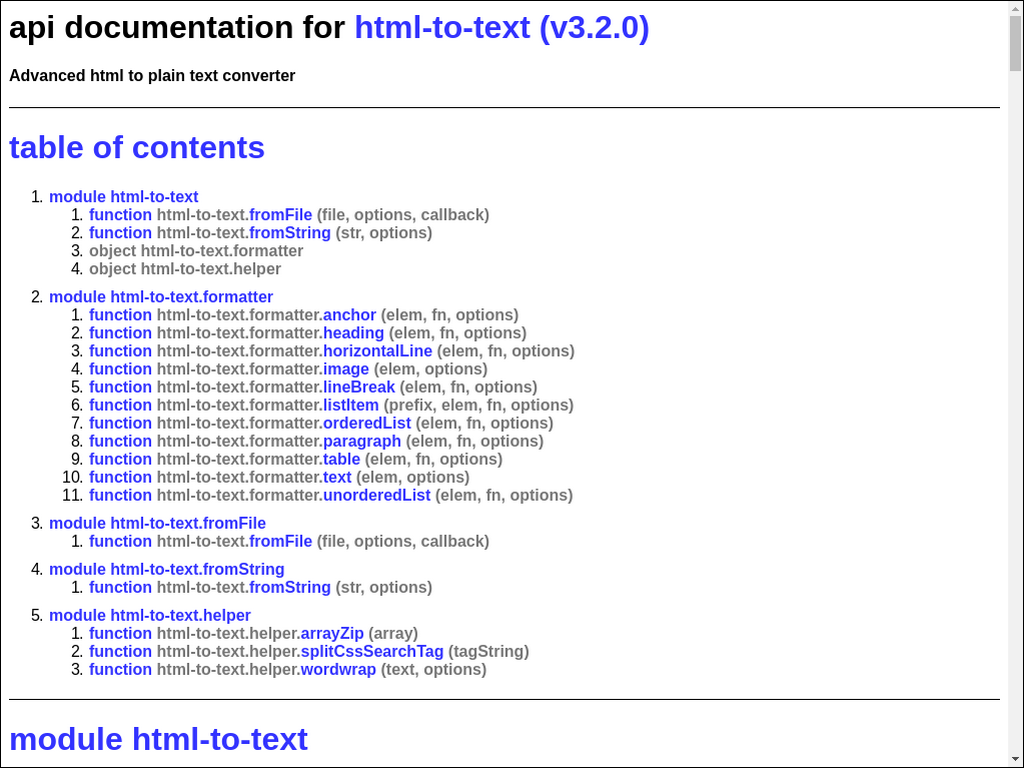 api documentation for html-to-text (v3.2.0)
Advanced html to plain text converter
table of contents
1. module html-to-text
1. function html-to-text.fromFile (file, options, callback)
2. function html-to-text.fromString (str, options)
3. object html-to-text.formatter
4. object html-to-text.helper
2. module html-to-text.formatter
1. function html-to-text.formatter.anchor (elem, fn, options)
2. function html-to-text.formatter.heading (elem, fn, options)
3. function html-to-text.formatter.horizontalLine (elem, fn, options)
4. function html-to-text.formatter.image (elem, options)
5. function html-to-text.formatter.lineBreak (elem, fn, options)
6. function html-to-text.formatter.listItem (prefix, elem, fn, options)
7. function html-to-text.formatter.orderedList (elem, fn, options)
8. function html-to-text.formatter.paragraph (elem, fn, options)
9. function html-to-text.formatter.table (elem, fn, options)
10. function html-to-text.formatter.text (elem, options)
11. function html-to-text.formatter.unorderedList (elem, fn, options)
3. module html-to-text.fromFile
1. function html-to-text.fromFile (file, options, callback)
4. module html-to-text.fromString
1. function html-to-text.fromString (str, options)
5. module html-to-text.helper
1. function html-to-text.helper.arrayZip (array)
2. function html-to-text.helper.splitCssSearchTag (tagString)
3. function html-to-text.helper.wordwrap (text, options)
module html-to-text